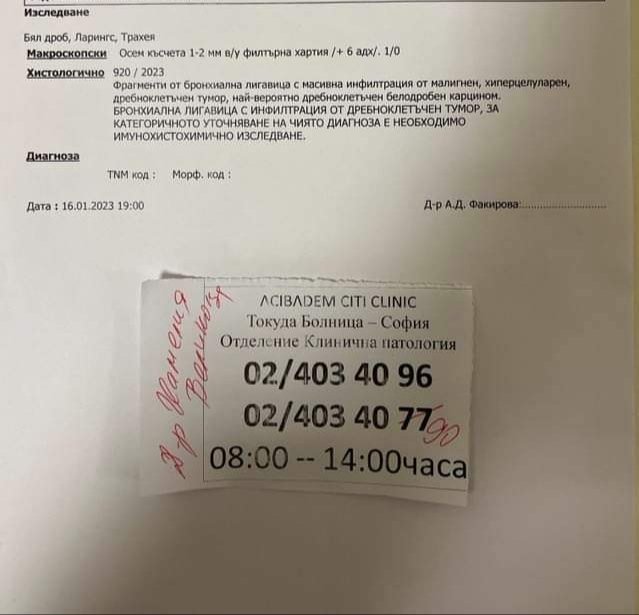 Изследване
Бял дроб, Ларингс, Трахея
Макроскопски Осем късчета 1-2 мм в/у филтърна хартия /+ 6 адх/. 1/0
Хистологично 920 / 2023
Фрагменти от бронхиална лигавица с масивна инфилтрация от малигнен, хиперцелуларен,
дребноклетъчен тумор, най-вероятно дребноклетъчен белодробен карцином.
БРОНХИАЛНА ЛИГАВИЦА С ИНФИЛТРАЦИЯ ОТ ДРЕБНОКЛЕТЪЧЕН ТУМОР, ЗА
КАТЕГОРИЧНОТО УТОЧНЯВАНЕ НА ЧИЯТО ДИАГНОЗА Е НЕОБХОДИМО
ИМУНОХИСТОХИМИЧНО ИЗСЛЕДВАНЕ.
Диагноза
TNM код : Морф. код :
Дата : 16.01.2023 19:00 Д-р А.Д. Факирова:........................
ACIBADEM CITI CLINIC
Токуда Болница – София
Отделение Клинична патология
02/403 40 96
02/403 40 77 90
08:00 -- 14:00часа
Д-р Камелия